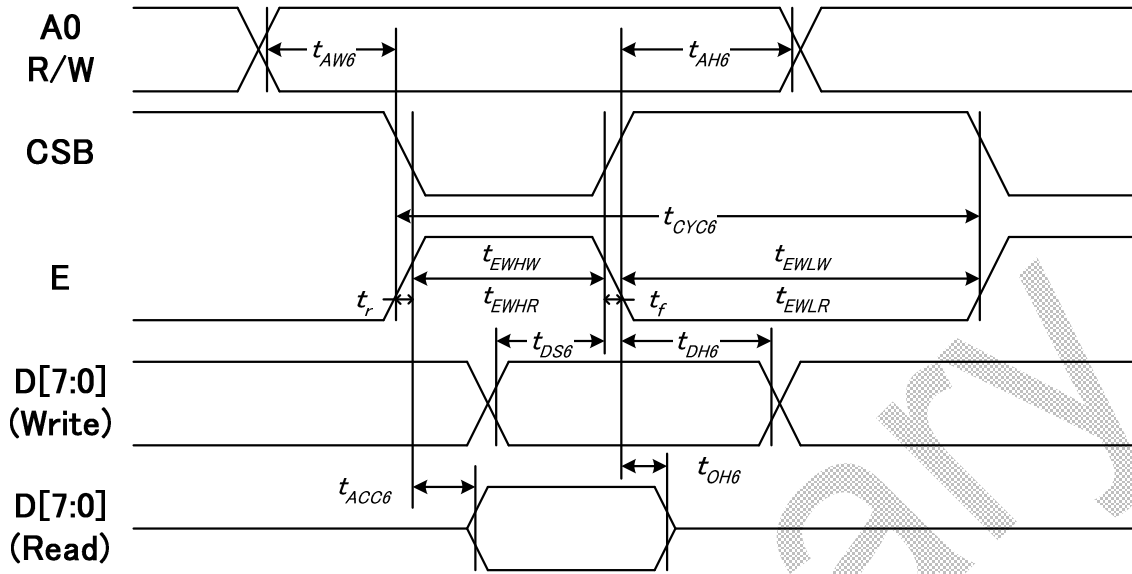 A0
R/W
t_AW6
t_AH6
CSB
t_CYC6
E
t_EWHW
t_EWLW
t_r
t_EWHR
t_f
t_EWLR
t_DS6
t_DH6
D[7:0]
(Write)
t_ACC6
t_OH6
D[7:0]
(Read)
ary